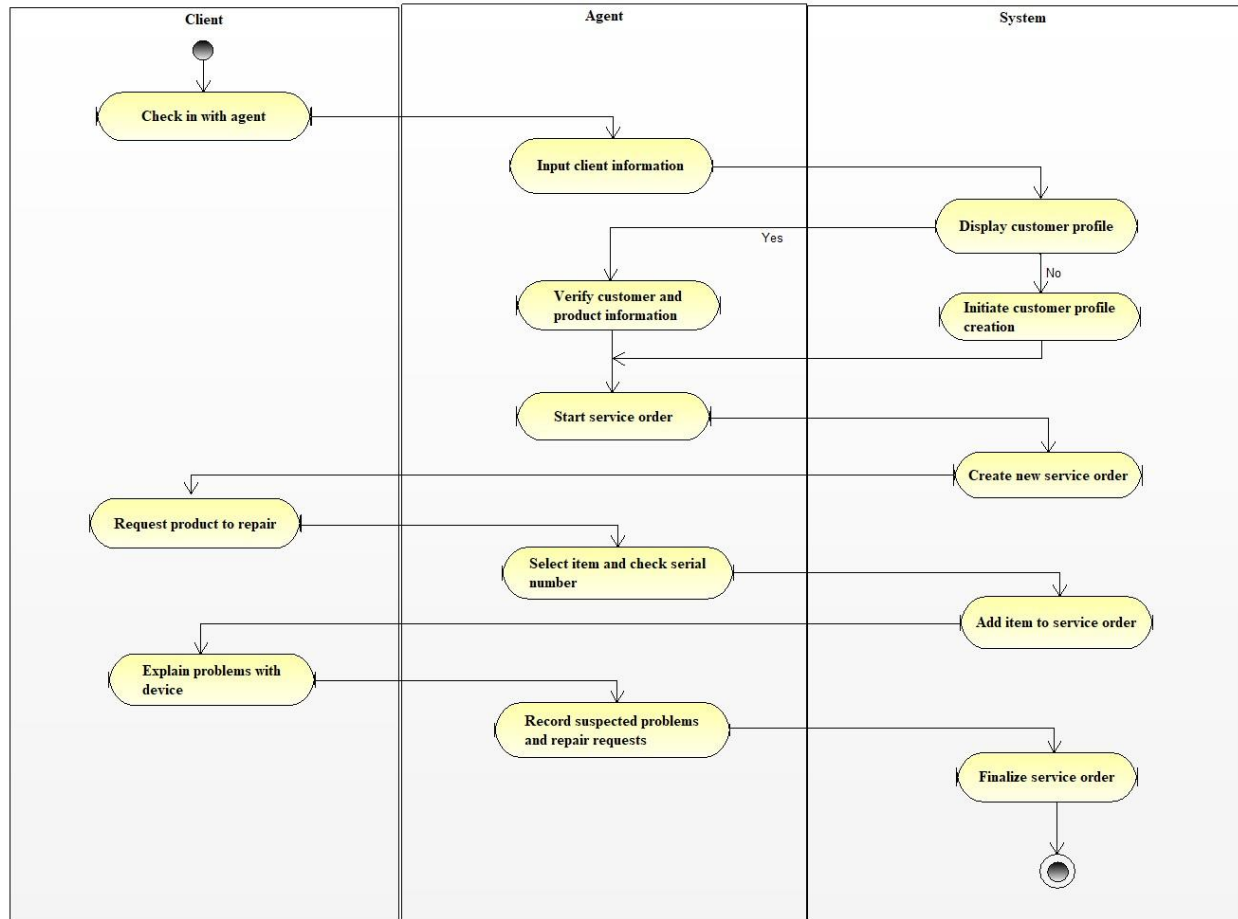 Client
Agent
System
Check in with agent
Input client information
Display customer profile
Yes
No
Verify customer and
product information
Initiate customer profile
creation
Start service order
Create new service order
Request product to repair
Select item and check serial
number
Add item to service order
Explain problems with
device
Record suspected problems
and repair requests
Finalize service order